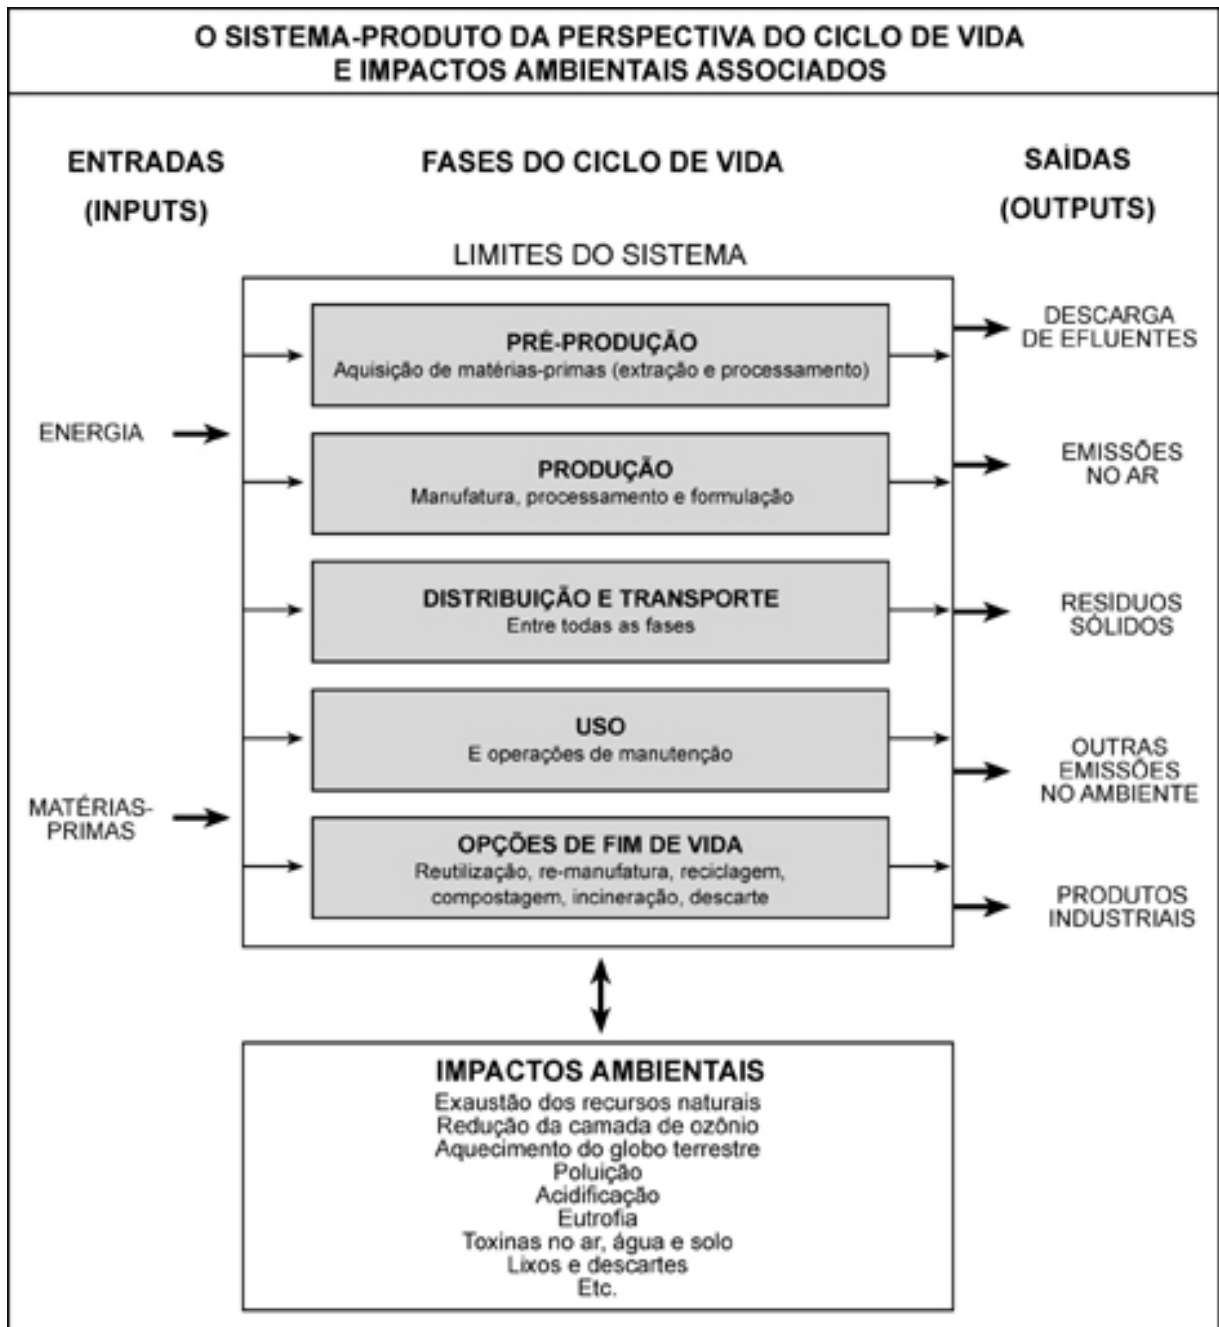 O SISTEMA-PRODUTO DA PERSPECTIVA DO CICLO DE VIDA
E IMPACTOS AMBIENTAIS ASSOCIADOS
ENTRADAS
(INPUTS)
FASES DO CICLO DE VIDA
SAÍDAS
(OUTPUTS)
LIMITES DO SISTEMA
ENERGIA
MATÉRIAS-
PRIMAS
PRÉ-PRODUÇÃO
Aquisição de matérias-primas (extração e processamento)
PRODUÇÃO
Manufatura, processamento e formulação
DISTRIBUIÇÃO E TRANSPORTE
Entre todas as fases
USO
E operações de manutenção
OPÇÕES DE FIM DE VIDA
Reutilização, re-manufatura, reciclagem,
compostagem, incineração, descarte
DESCARGA
DE EFLUENTES
EMISSÕES
NO AR
RESÍDUOS
SÓLIDOS
OUTRAS
EMISSÕES
NO AMBIENTE
PRODUTOS
INDUSTRIAIS
IMPACTOS AMBIENTAIS
Exaustão dos recursos naturais
Redução da camada de ozônio
Aquecimento do globo terrestre
Poluição
Acidificação
Eutrofia
Toxinas no ar, água e solo
Lixos e descartes
Etc.